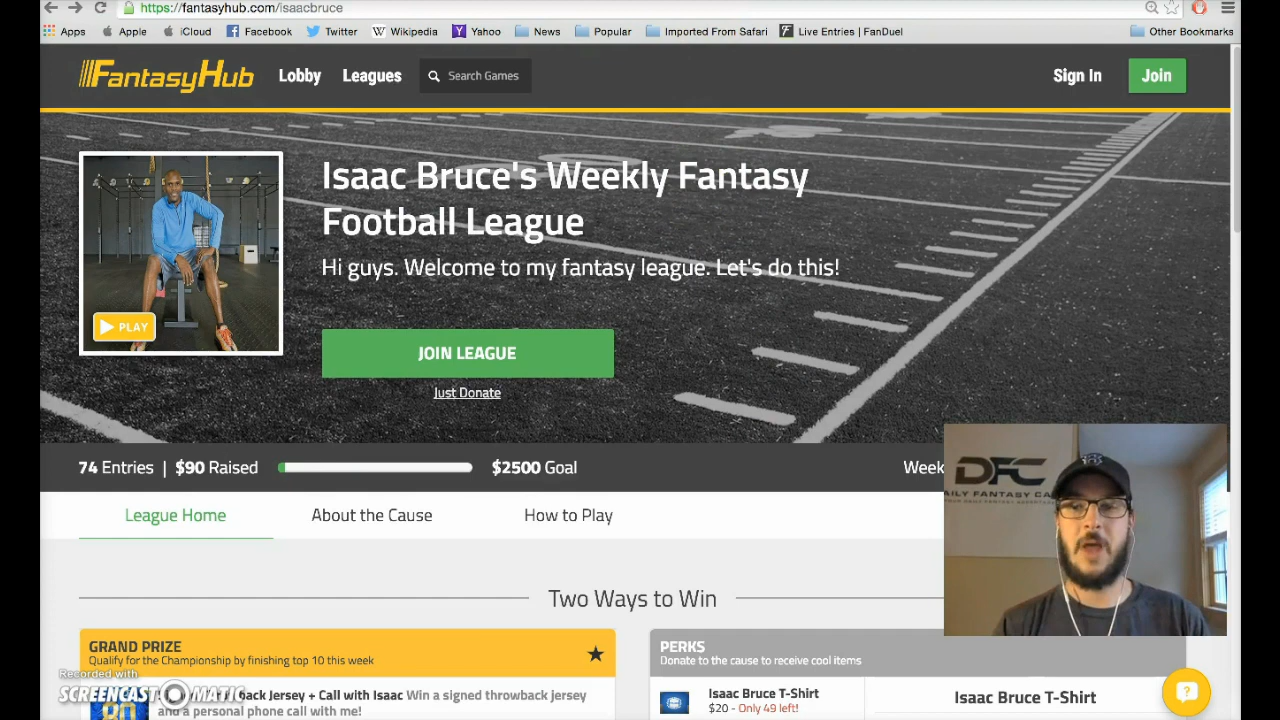 https://fantasyhub.com/isaacbruce
Apps Apple iCloud Facebook Twitter Wikipedia Yahoo News Popular Imported From Safari Live Entries | FanDuel Other Bookmarks
FantasyHub Lobby Leagues Search Games Sign In Join
Isaac Bruce's Weekly Fantasy
Football League
Hi guys. Welcome to my fantasy league. Let's do this!
PLAY
JOIN LEAGUE
Just Donate
74 Entries | $90 Raised $2500 Goal Week
DFC
League Home About the Cause How to Play
Two Ways to Win
GRAND PRIZE
Qualify for the Championship by finishing top 10 this week
PERKS
Donate to the cause to receive cool items
Recorded with
SCREENCAST-O-MATIC
back Jersey + Call with Isaac Win a signed throwback jersey
and a personal phone call with me!
Isaac Bruce T-Shirt
$20 - Only 49 left!
Isaac Bruce T-Shirt